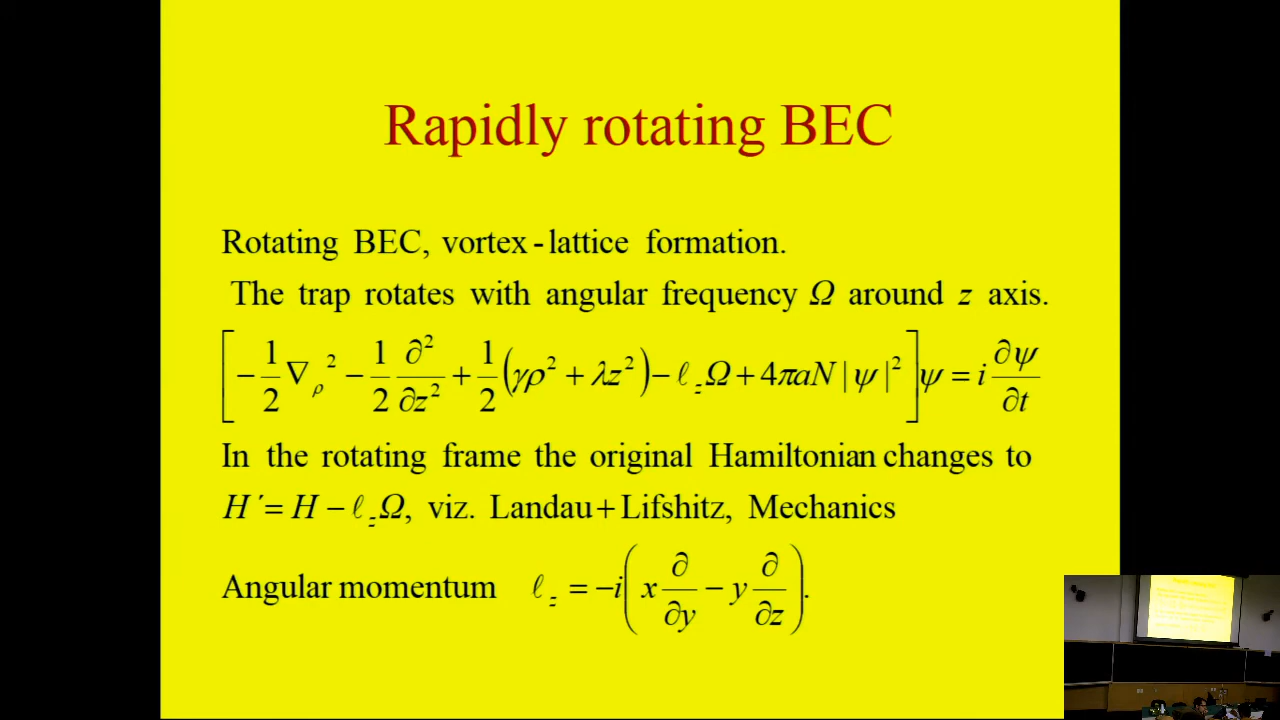 Rapidly rotating BEC
Rotating BEC, vortex - lattice formation.
The trap rotates with angular frequency Ω around z axis.
[ −1/2 ∇ρ² − 1/2 ∂²/∂z² + 1/2 (γρ² + λz²) − ℓz Ω + 4πaN |ψ|² ] ψ = i ∂ψ/∂t
In the rotating frame the original Hamiltonian changes to
H′ = H − ℓz Ω, viz. Landau + Lifshitz, Mechanics
Angular momentum ℓz = −i( x ∂/∂y − y ∂/∂z ).